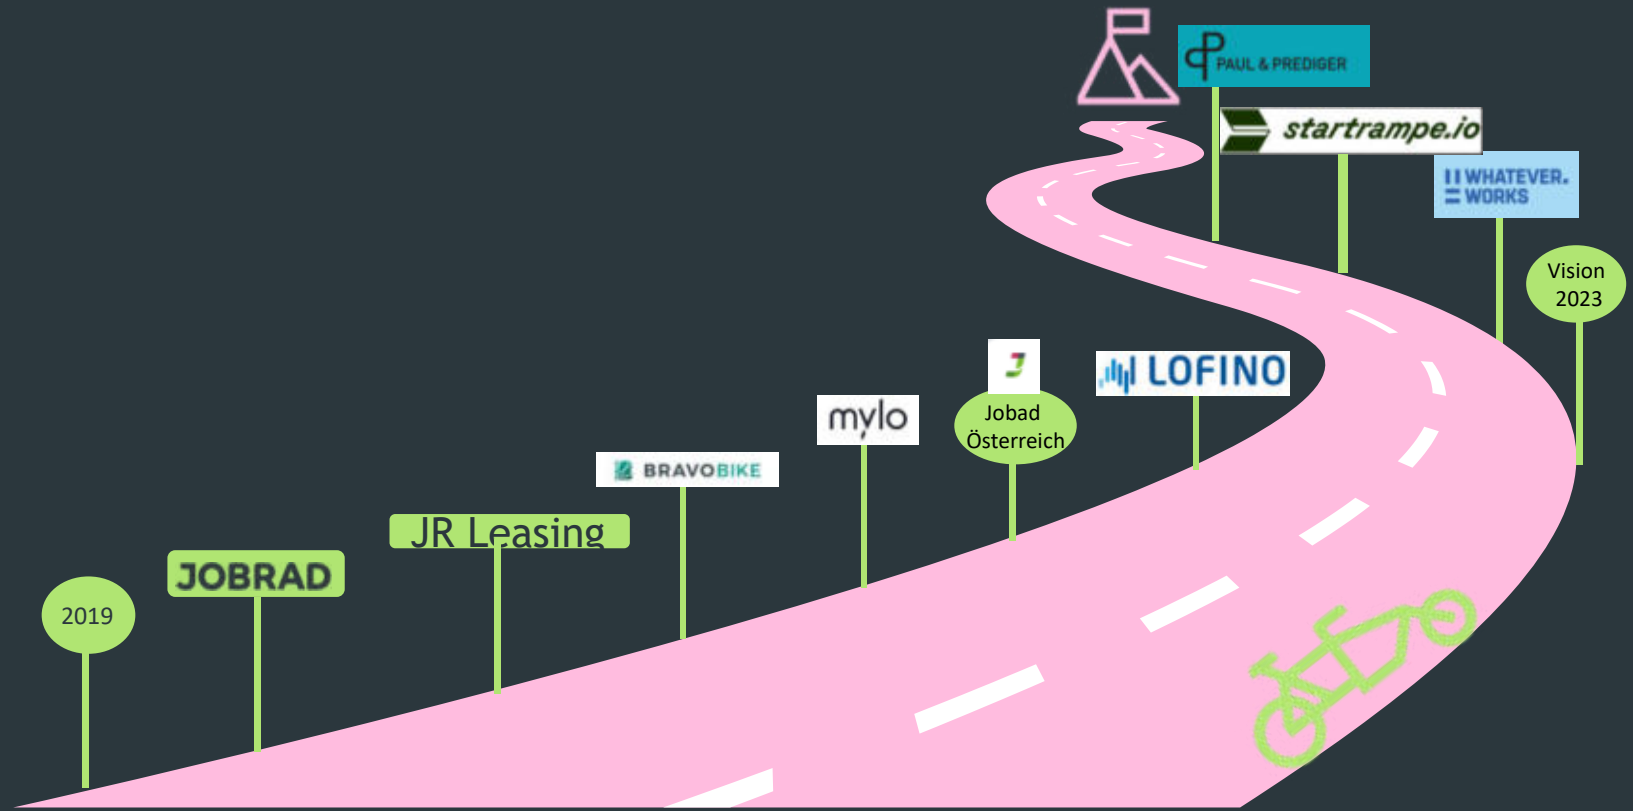 2019
JOBRAD
JR Leasing
BRAVOBIKE
mylo
Jobad
Österreich
LOFINO
Vision
2023
WHATEVER.
WORKS
startrampe.io
PAUL & PREDIGER